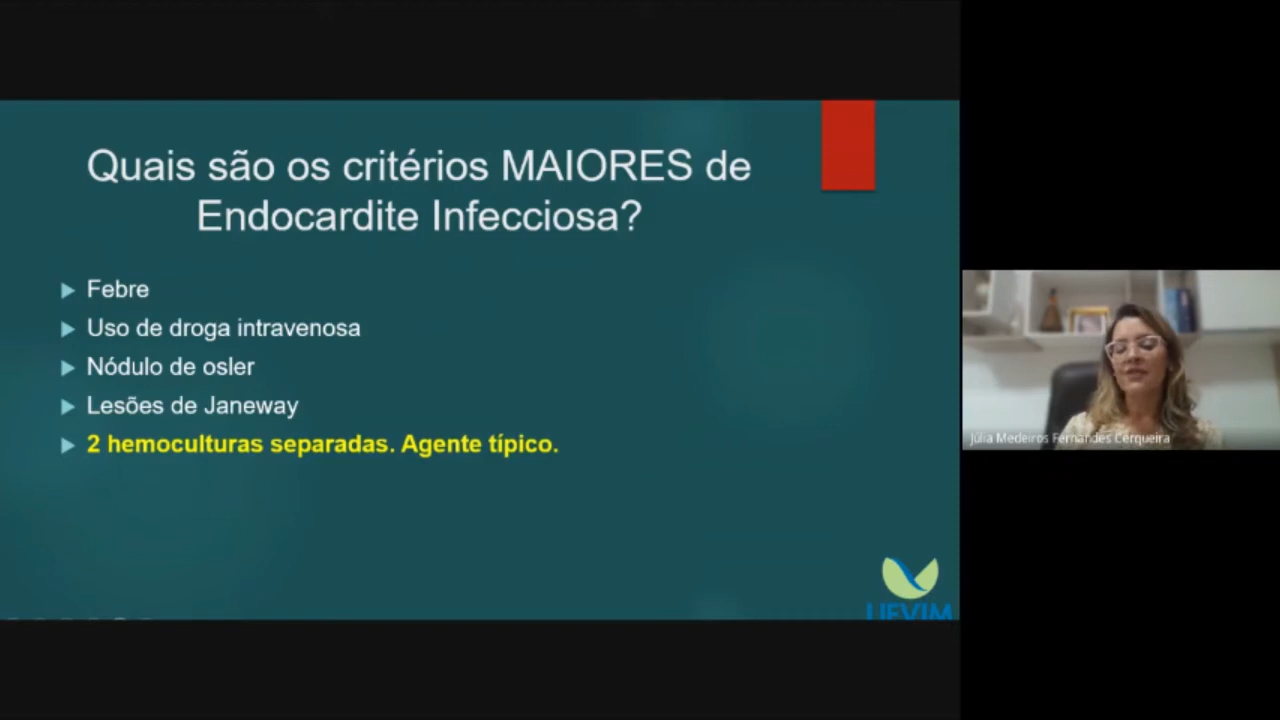 Quais são os critérios MAIORES de
Endocardite Infecciosa?
Febre
Uso de droga intravenosa
Nódulo de osler
Lesões de Janeway
2 hemoculturas separadas. Agente típico.
Júlia Medeiros Fernandes Cerqueira